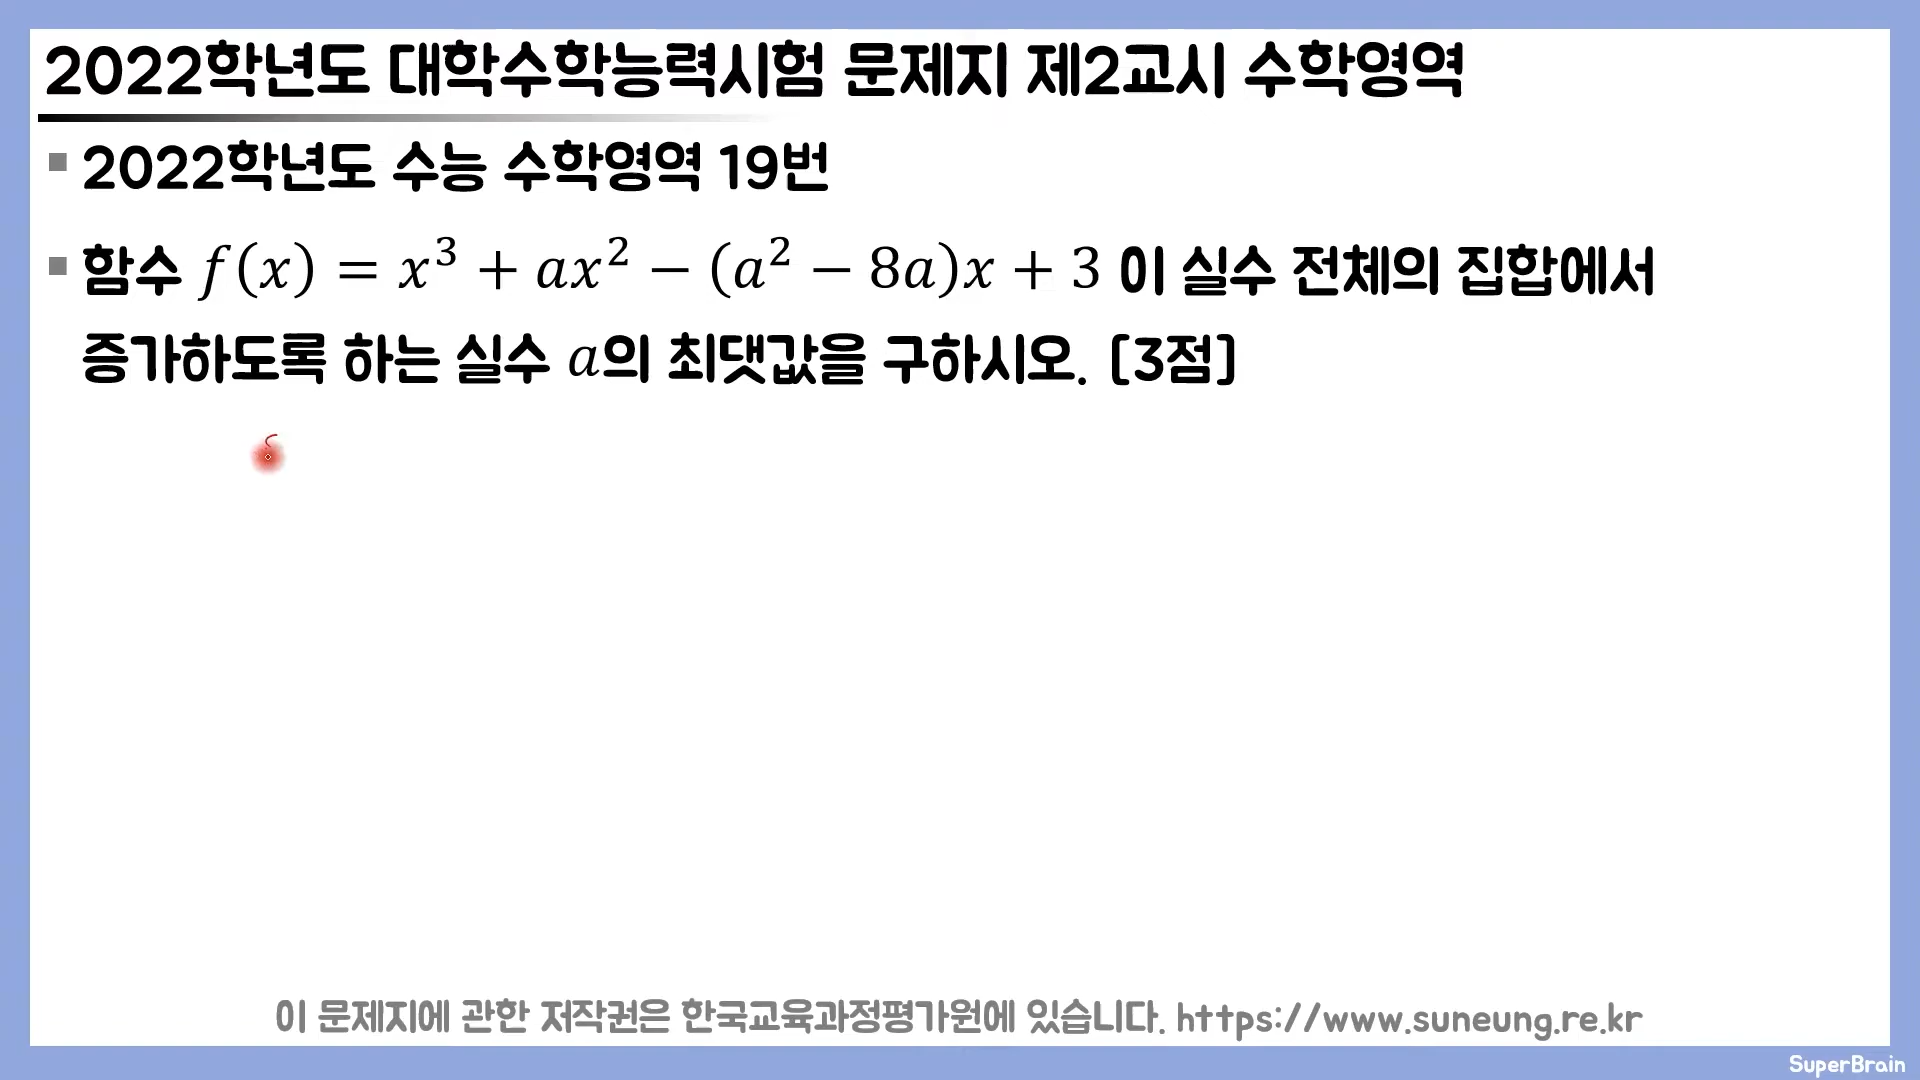 2022학년도 대학수학능력시험 문제지 제2교시 수학영역
2022학년도 수능 수학영역 19번
함수 f(x) = x³ + ax² − (a² − 8a)x + 3 이 실수 전체의 집합에서
증가하도록 하는 실수 a의 최댓값을 구하시오. [3점]
이 문제지에 관한 저작권은 한국교육과정평가원에 있습니다. https://www.suneung.re.kr
SuperBrain